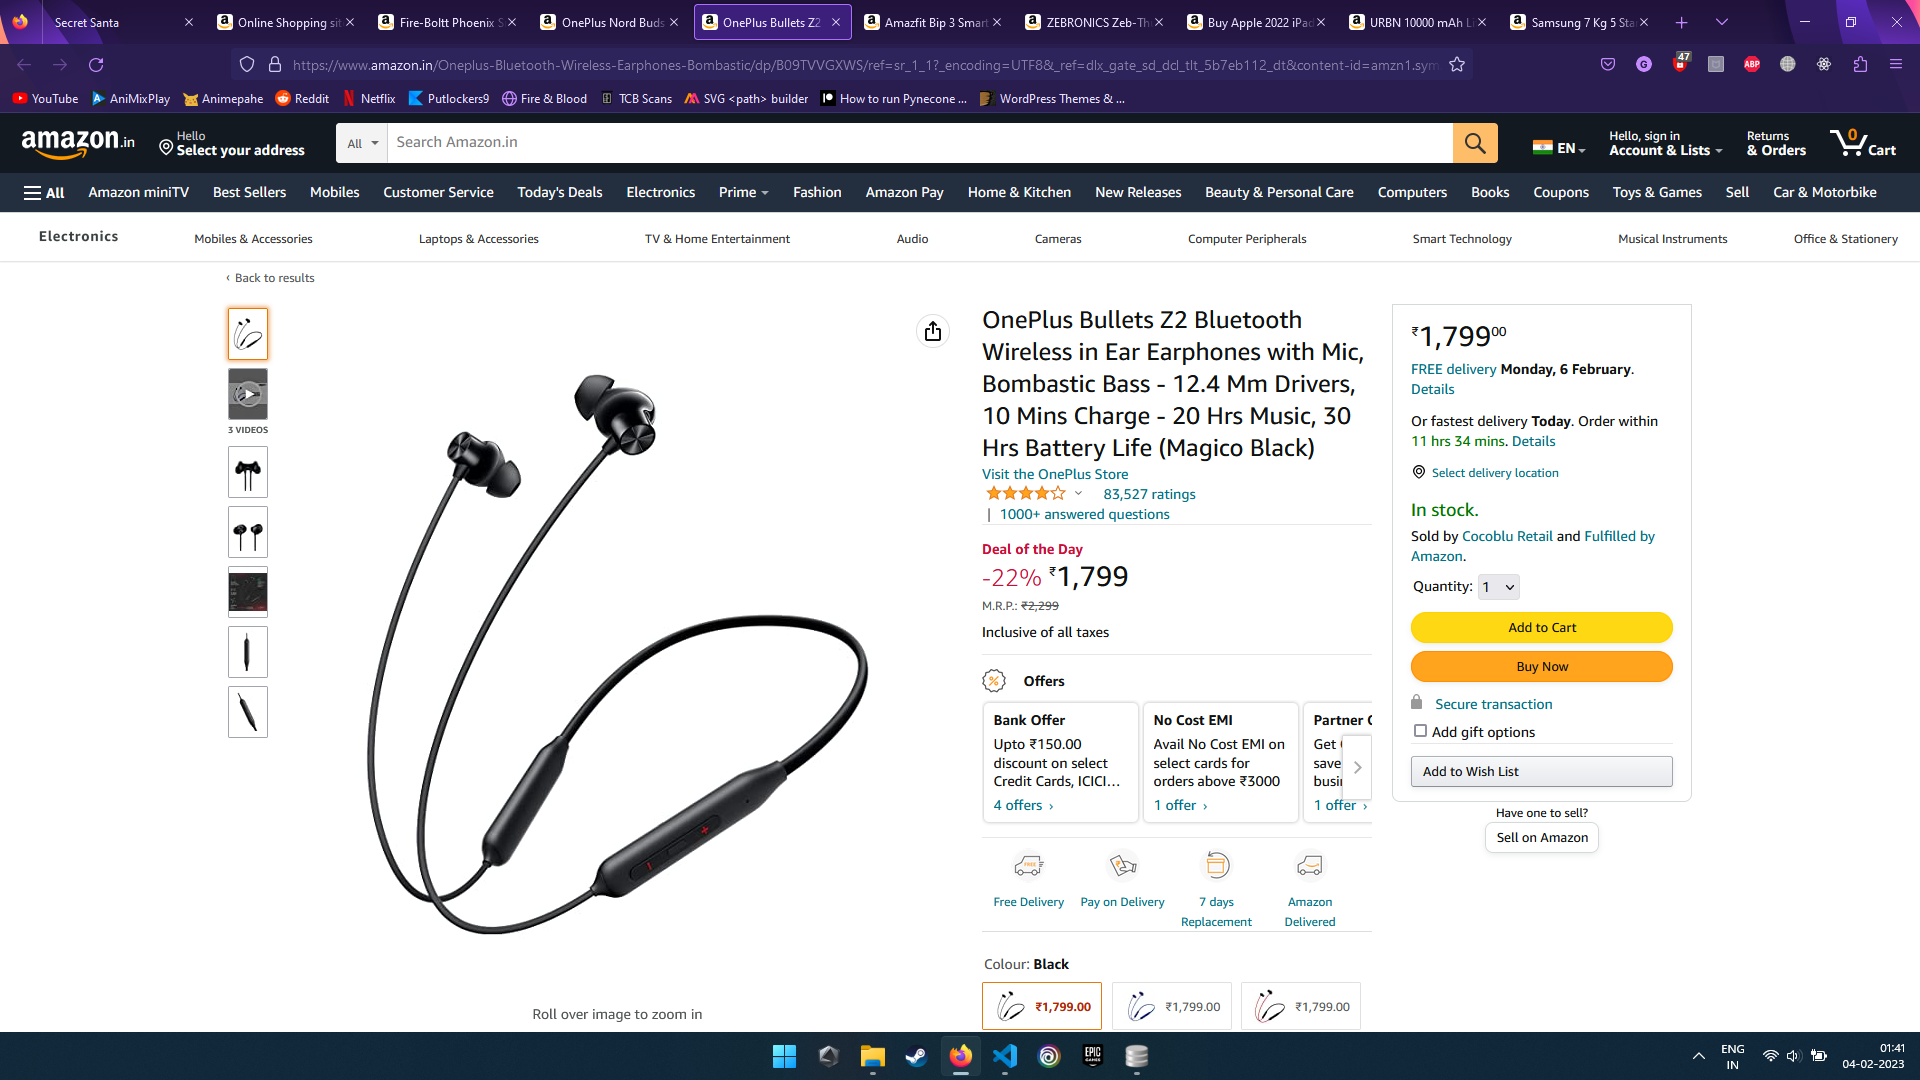 Secret Santa
Online Shopping sit
Fire-Boltt Phoenix S
OnePlus Nord Buds
OnePlus Bullets Z2
Amazfit Bip 3 Smart
ZEBRONICS Zeb-Th
Buy Apple 2022 iPad
URBN 10000 mAh Li
Samsung 7 Kg 5 Sta
https://www.amazon.in/Oneplus-Bluetooth-Wireless-Earphones-Bombastic/dp/B09TVVGXWS/ref=sr_1_1?_encoding=UTF8&_ref=dlx_gate_sd_dcl_tlt_5b7eb112_dt&content-id=amzn1.sym
G
47
ABP
YouTube
AniMixPlay
Animepahe
Reddit
Netflix
Putlockers9
Fire & Blood
TCB Scans
SVG <path> builder
How to run Pynecone ...
WordPress Themes & ...
amazon.in
Hello
Select your address
All
Search Amazon.in
EN
Hello, sign in
Account & Lists
Returns
& Orders
0
Cart
All
Amazon miniTV
Best Sellers
Mobiles
Customer Service
Today's Deals
Electronics
Prime
Fashion
Amazon Pay
Home & Kitchen
New Releases
Beauty & Personal Care
Computers
Books
Coupons
Toys & Games
Sell
Car & Motorbike
Electronics
Mobiles & Accessories
Laptops & Accessories
TV & Home Entertainment
Audio
Cameras
Computer Peripherals
Smart Technology
Musical Instruments
Office & Stationery
‹ Back to results
3 VIDEOS
Roll over image to zoom in
OnePlus Bullets Z2 Bluetooth
Wireless in Ear Earphones with Mic,
Bombastic Bass - 12.4 Mm Drivers,
10 Mins Charge - 20 Hrs Music, 30
Hrs Battery Life (Magico Black)
Visit the OnePlus Store
83,527 ratings
| 1000+ answered questions
Deal of the Day
-22% ₹1,799
M.R.P.: ₹2,299
Inclusive of all taxes
Offers
Bank Offer
Upto ₹150.00
discount on select
Credit Cards, ICICI...
4 offers ›
No Cost EMI
Avail No Cost EMI on
select cards for
orders above ₹3000
1 offer ›
Partner
Get
save
busi
1 offer ›
FREE
Free Delivery
Pay on Delivery
7 days
Replacement
Amazon
Delivered
Colour: Black
₹1,799.00
₹1,799.00
₹1,799.00
₹1,79900
FREE delivery Monday, 6 February.
Details
Or fastest delivery Today. Order within
11 hrs 34 mins. Details
Select delivery location
In stock.
Sold by Cocoblu Retail and Fulfilled by
Amazon.
Quantity: 1
Add to Cart
Buy Now
Secure transaction
Add gift options
Add to Wish List
Have one to sell?
Sell on Amazon
EPIC
GAMES
ENG
IN
01:41
04-02-2023